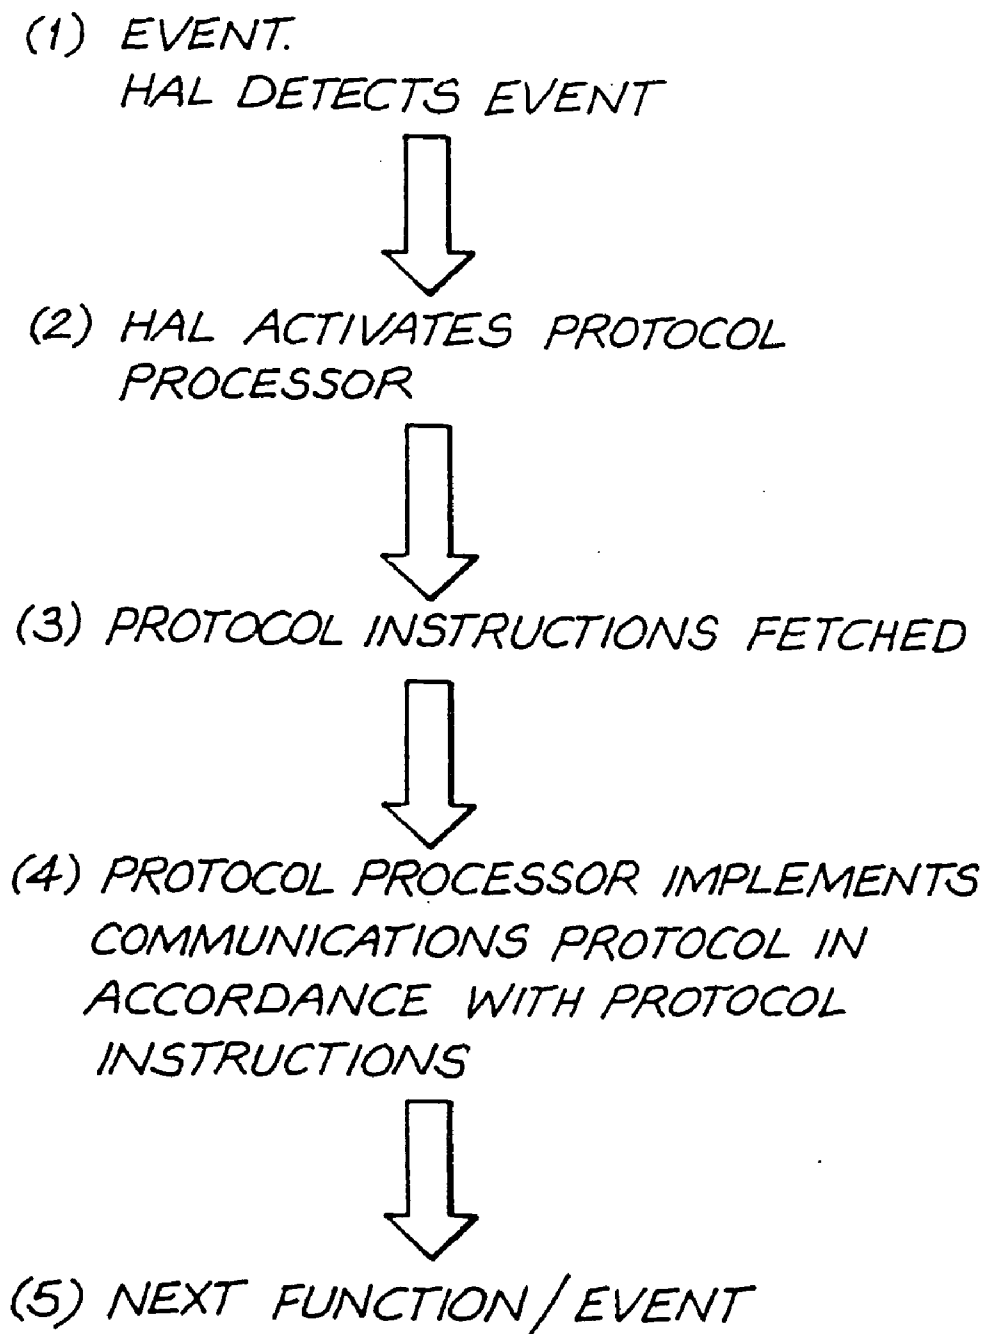 (1) EVENT.
HAL DETECTS EVENT
(2) HAL ACTIVATES PROTOCOL
PROCESSOR
(3) PROTOCOL INSTRUCTIONS FETCHED
(4) PROTOCOL PROCESSOR IMPLEMENTS
COMMUNICATIONS PROTOCOL IN
ACCORDANCE WITH PROTOCOL
INSTRUCTIONS
(5) NEXT FUNCTION/EVENT